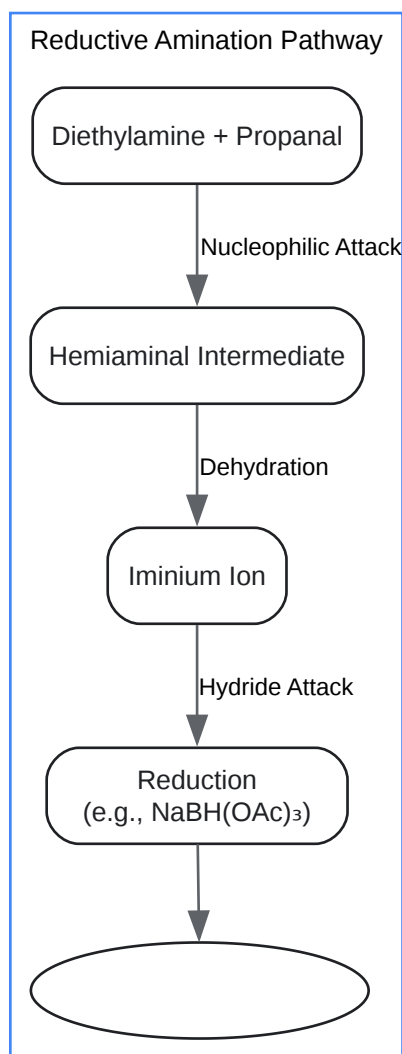 Reductive Amination Pathway
Diethylamine + Propanal
Nucleophilic Attack
Hemiaminal Intermediate
Dehydration
Iminium Ion
Hydride Attack
Reduction
(e.g., NaBH(OAc)₃)